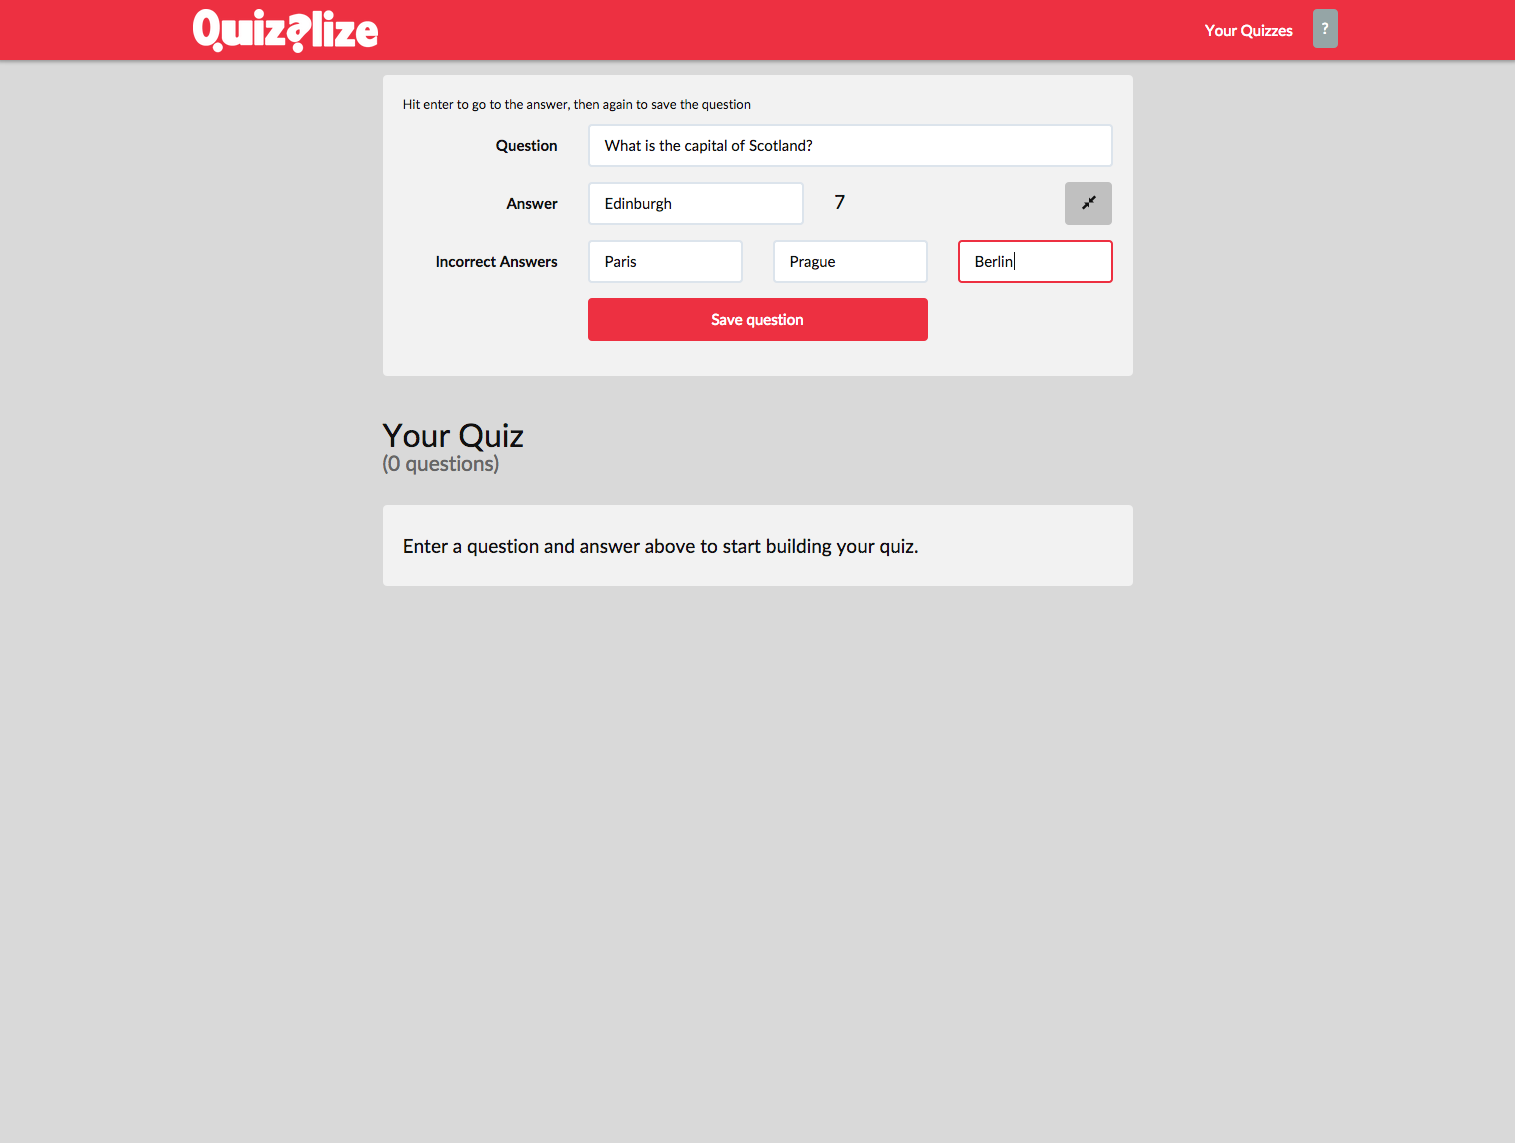 Quizalize
Your Quizzes
?
Hit enter to go to the answer, then again to save the question
Question
What is the capital of Scotland?
Answer
Edinburgh
7
Incorrect Answers
Paris
Prague
Berlin
Save question
Your Quiz
(0 questions)
Enter a question and answer above to start building your quiz.